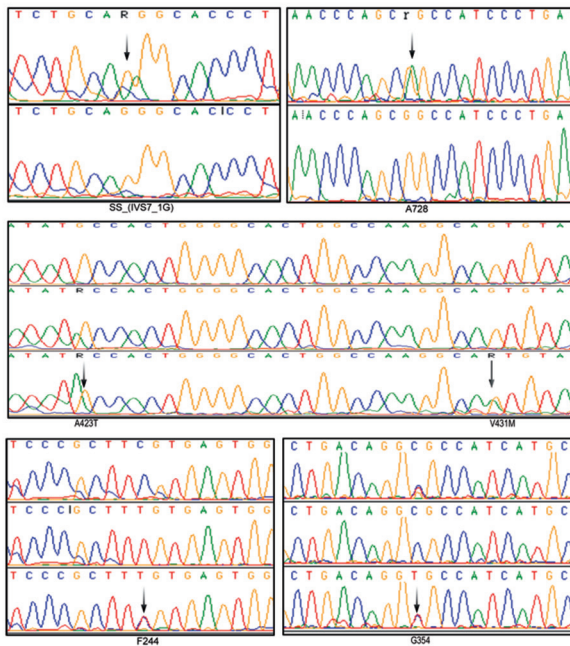 T C T G C A R G G C A C C C T
T C T G C A G G G C A C C C T
SS_(IVS7_1G)
A A C C C A G C r G C C A T C C C T G A
A A C C C A G C G G C C A T C C C T G A
A728
A T A T G C C A C T G G G G C A C T G G C C A A G G C A G T G T A
A T A T R C C A C T G G G G C A C T G G C C A A G G C A G T G T A
A T A T R C C A C T G G G G C A C T G G C C A A G G C A R T G T A
A423T V431M
T C C C G C T T C G T G A G T G G
T C C C G C T T T G T G A G T G G
T C C C G C T T T G T G A G T G G
F244
C T G A C A G G C G C C A T C A T G C
C T G A C A G G C G C C A T C A T G C
C T G A C A G G T G C C A T C A T G C
G354